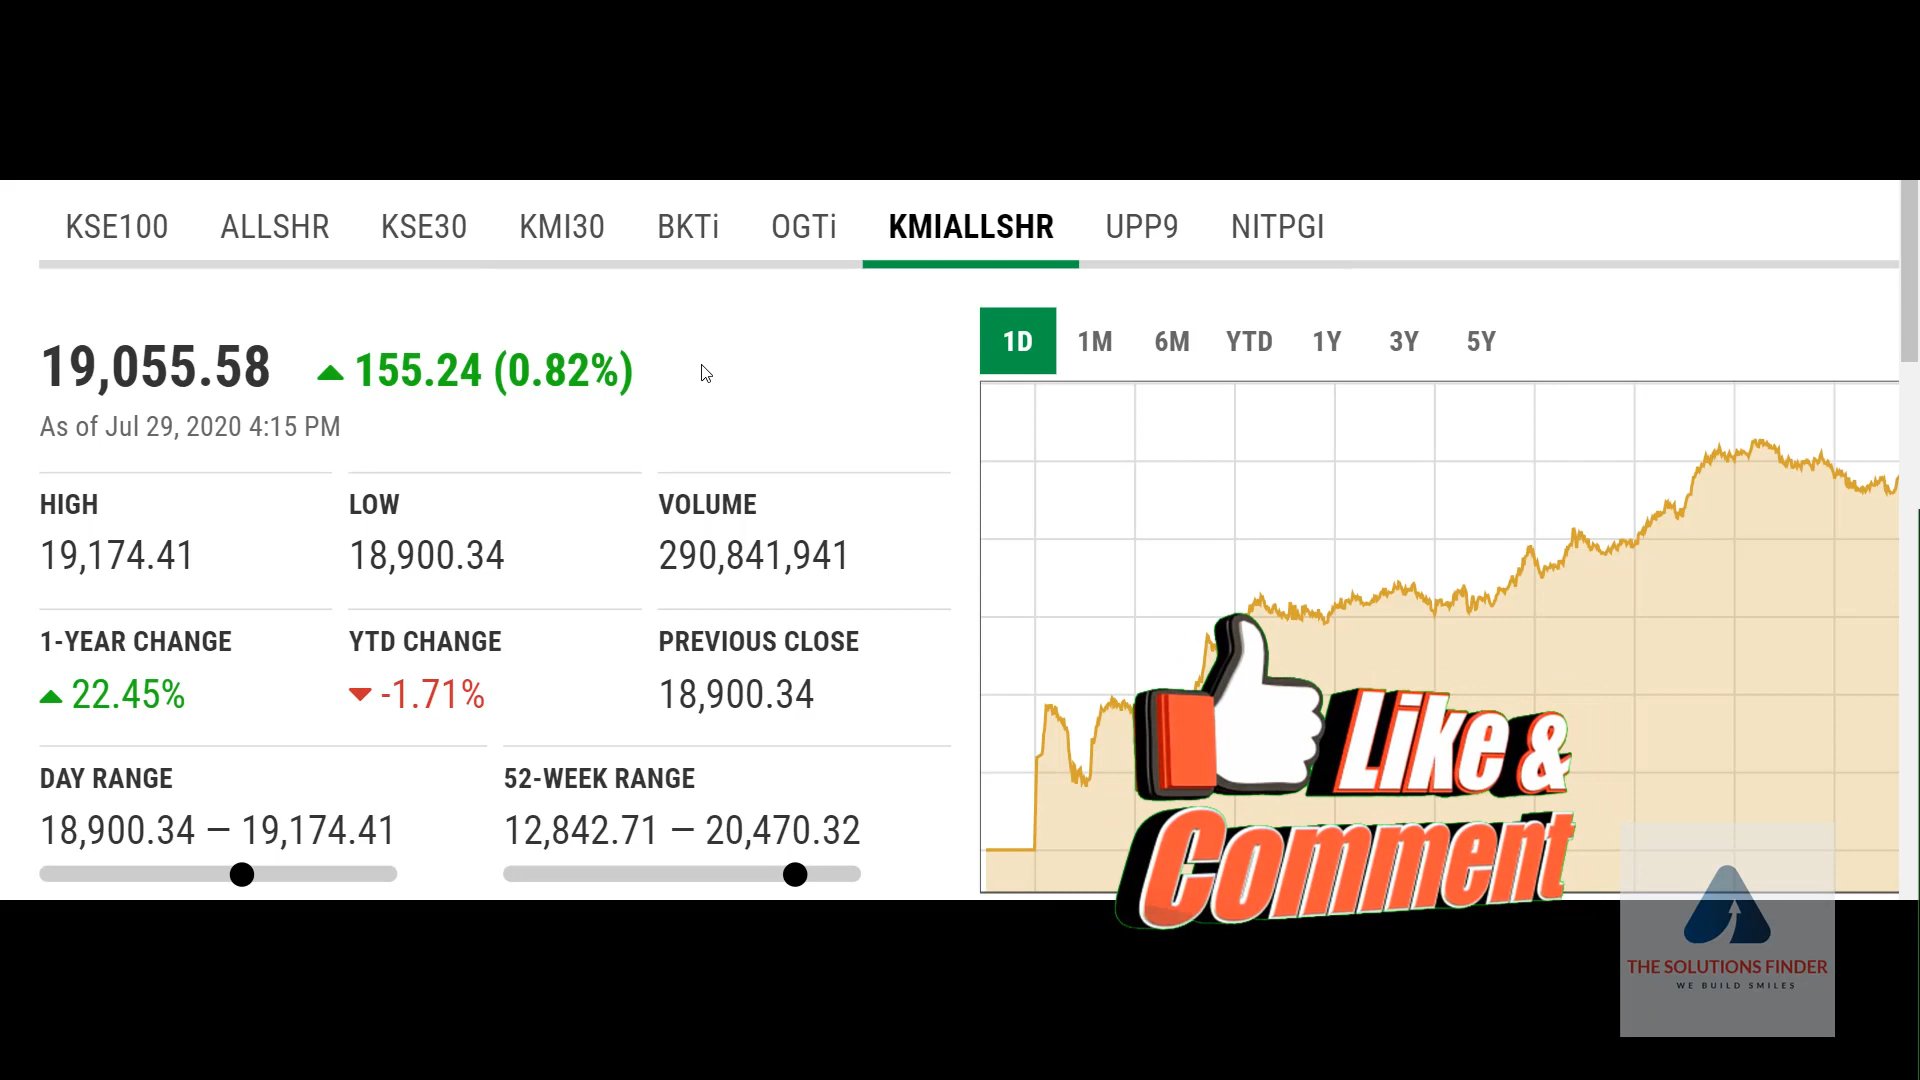 KSE100 ALLSHR KSE30 KMI30 BKTi OGTi KMIALLSHR UPP9 NITPGI
19,055.58 155.24 (0.82%)
As of Jul 29, 2020 4:15 PM
1D 1M 6M YTD 1Y 3Y 5Y
HIGH LOW VOLUME
19,174.41 18,900.34 290,841,941
1-YEAR CHANGE YTD CHANGE PREVIOUS CLOSE
22.45% -1.71% 18,900.34
DAY RANGE 52-WEEK RANGE
18,900.34 — 19,174.41 12,842.71 — 20,470.32
Like &
Comment
THE SOLUTIONS FINDER
WE BUILD SMILES